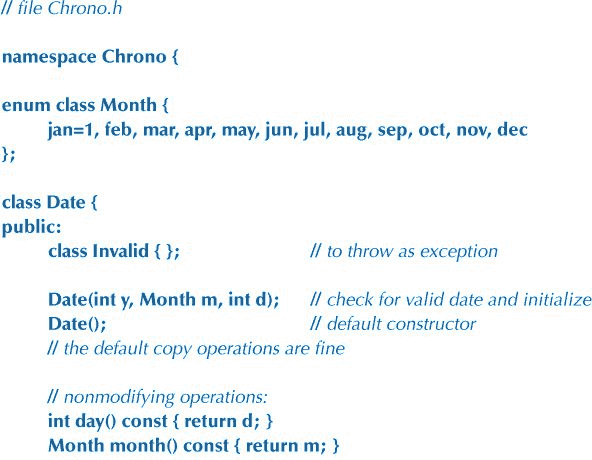 // file Chrono.h
namespace Chrono {
enum class Month {
jan=1, feb, mar, apr, may, jun, jul, aug, sep, oct, nov, dec
};
class Date {
public:
class Invalid { }; // to throw as exception
Date(int y, Month m, int d); // check for valid date and initialize
Date(); // default constructor
// the default copy operations are fine
// nonmodifying operations:
int day() const { return d; }
Month month() const { return m; }